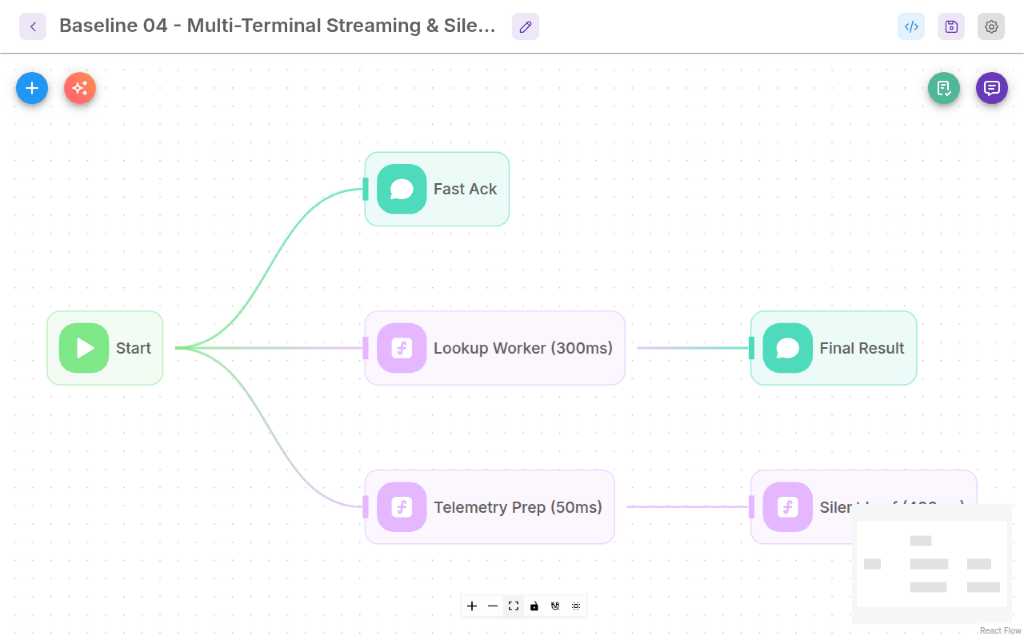 Baseline 04 - Multi-Terminal Streaming & Sile...
Fast Ack
Start
Lookup Worker (300ms)
Final Result
Telemetry Prep (50ms)
React Flow